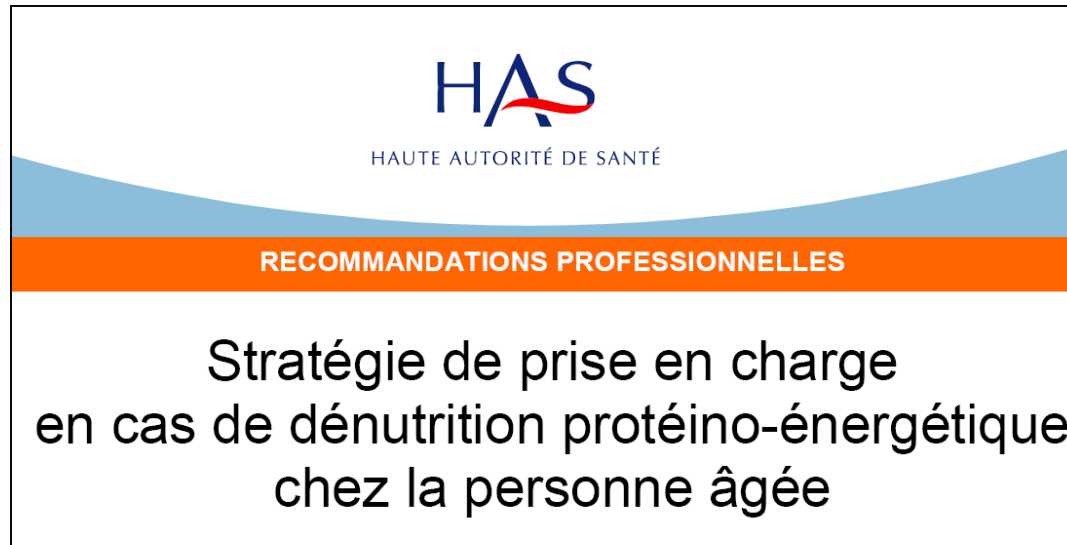 HAS
HAUTE AUTORITÉ DE SANTÉ
RECOMMANDATIONS PROFESSIONNELLES
Stratégie de prise en charge
en cas de dénutrition protéino-énergétique
chez la personne âgée